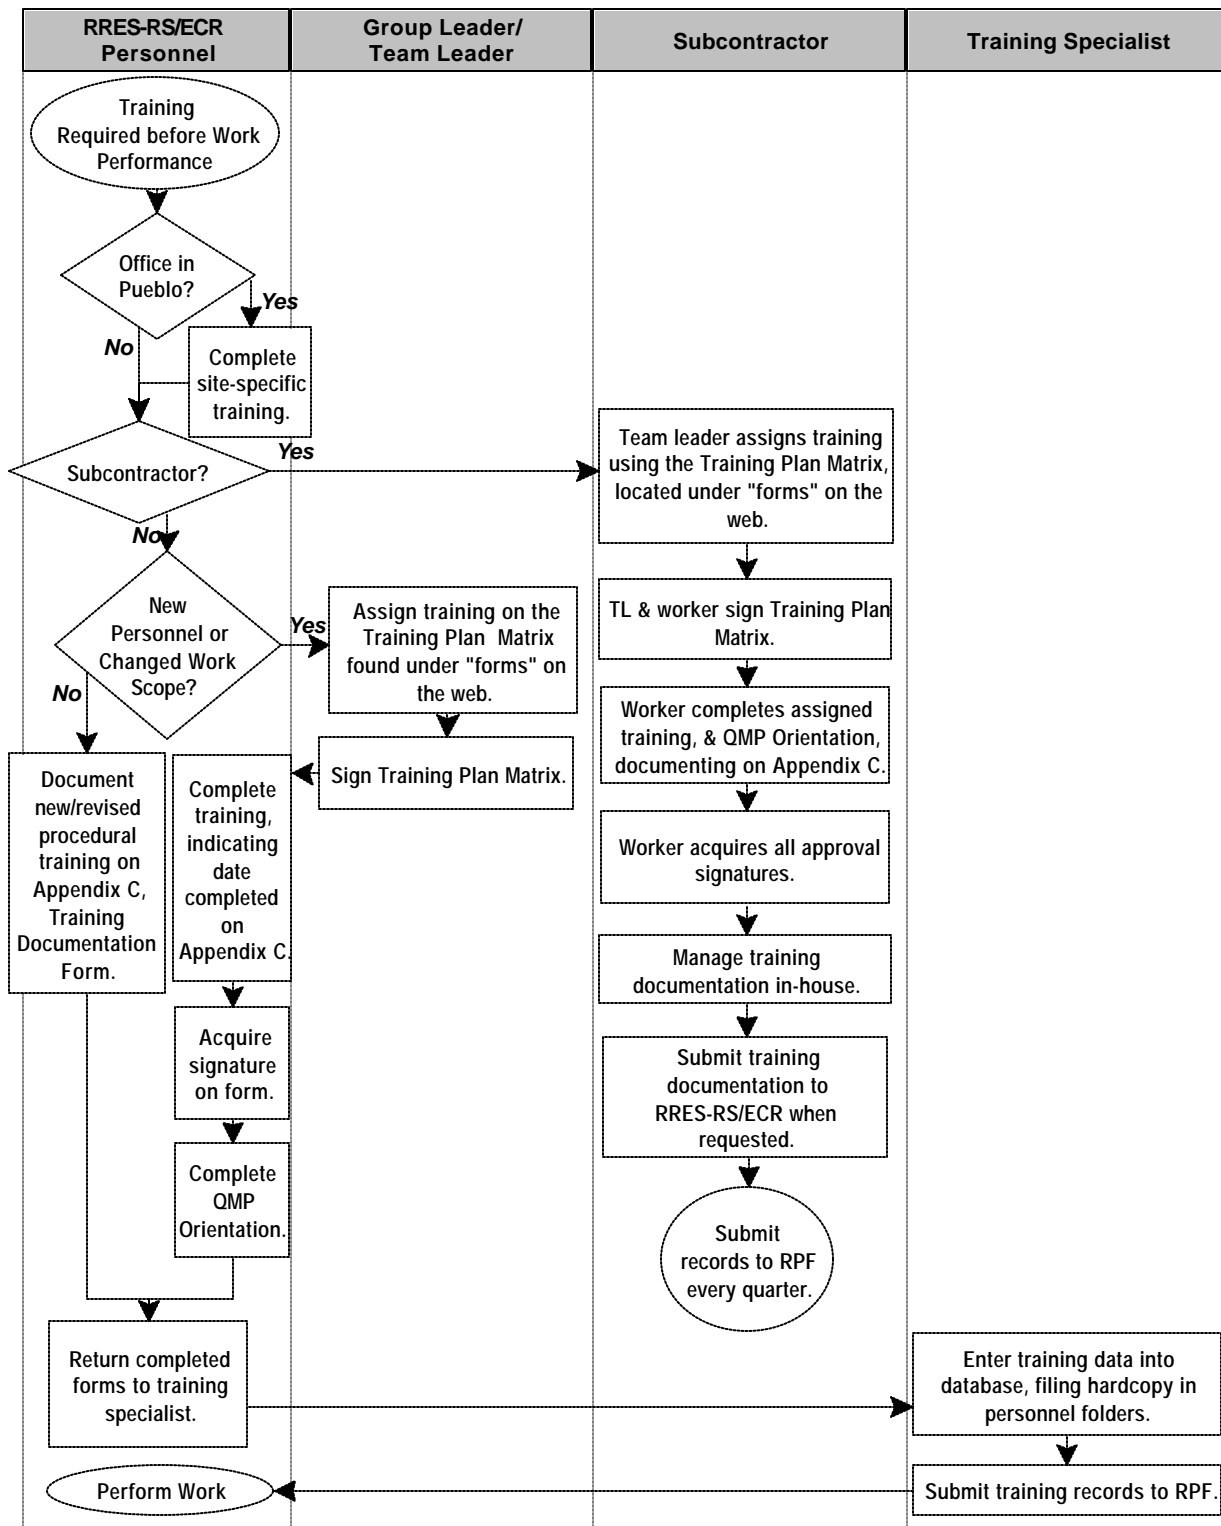 RRES-RS/ECR
Personnel
Group Leader/
Team Leader
Subcontractor
Training Specialist
Training
Required before Work
Performance
Office in
Pueblo?
Yes
No
Complete
site-specific
training.
Subcontractor?
Yes
No
Team leader assigns training
using the Training Plan Matrix,
located under "forms" on the
web.
New
Personnel or
Changed Work
Scope?
Yes
No
Assign training on the
Training Plan Matrix
found under "forms" on
the web.
TL & worker sign Training Plan
Matrix.
Sign Training Plan Matrix.
Worker completes assigned
training, & QMP Orientation,
documenting on Appendix C.
Document
new/revised
procedural
training on
Appendix C,
Training
Documentation
Form.
Complete
training,
indicating
date
completed
on
Appendix C.
Worker acquires all approval
signatures.
Manage training
documentation in-house.
Acquire
signature
on form.
Submit training
documentation to
RRES-RS/ECR when
requested.
Complete
QMP
Orientation.
Submit
records to RPF
every quarter.
Return completed
forms to training
specialist.
Enter training data into
database, filing hardcopy in
personnel folders.
Perform Work
Submit training records to RPF.